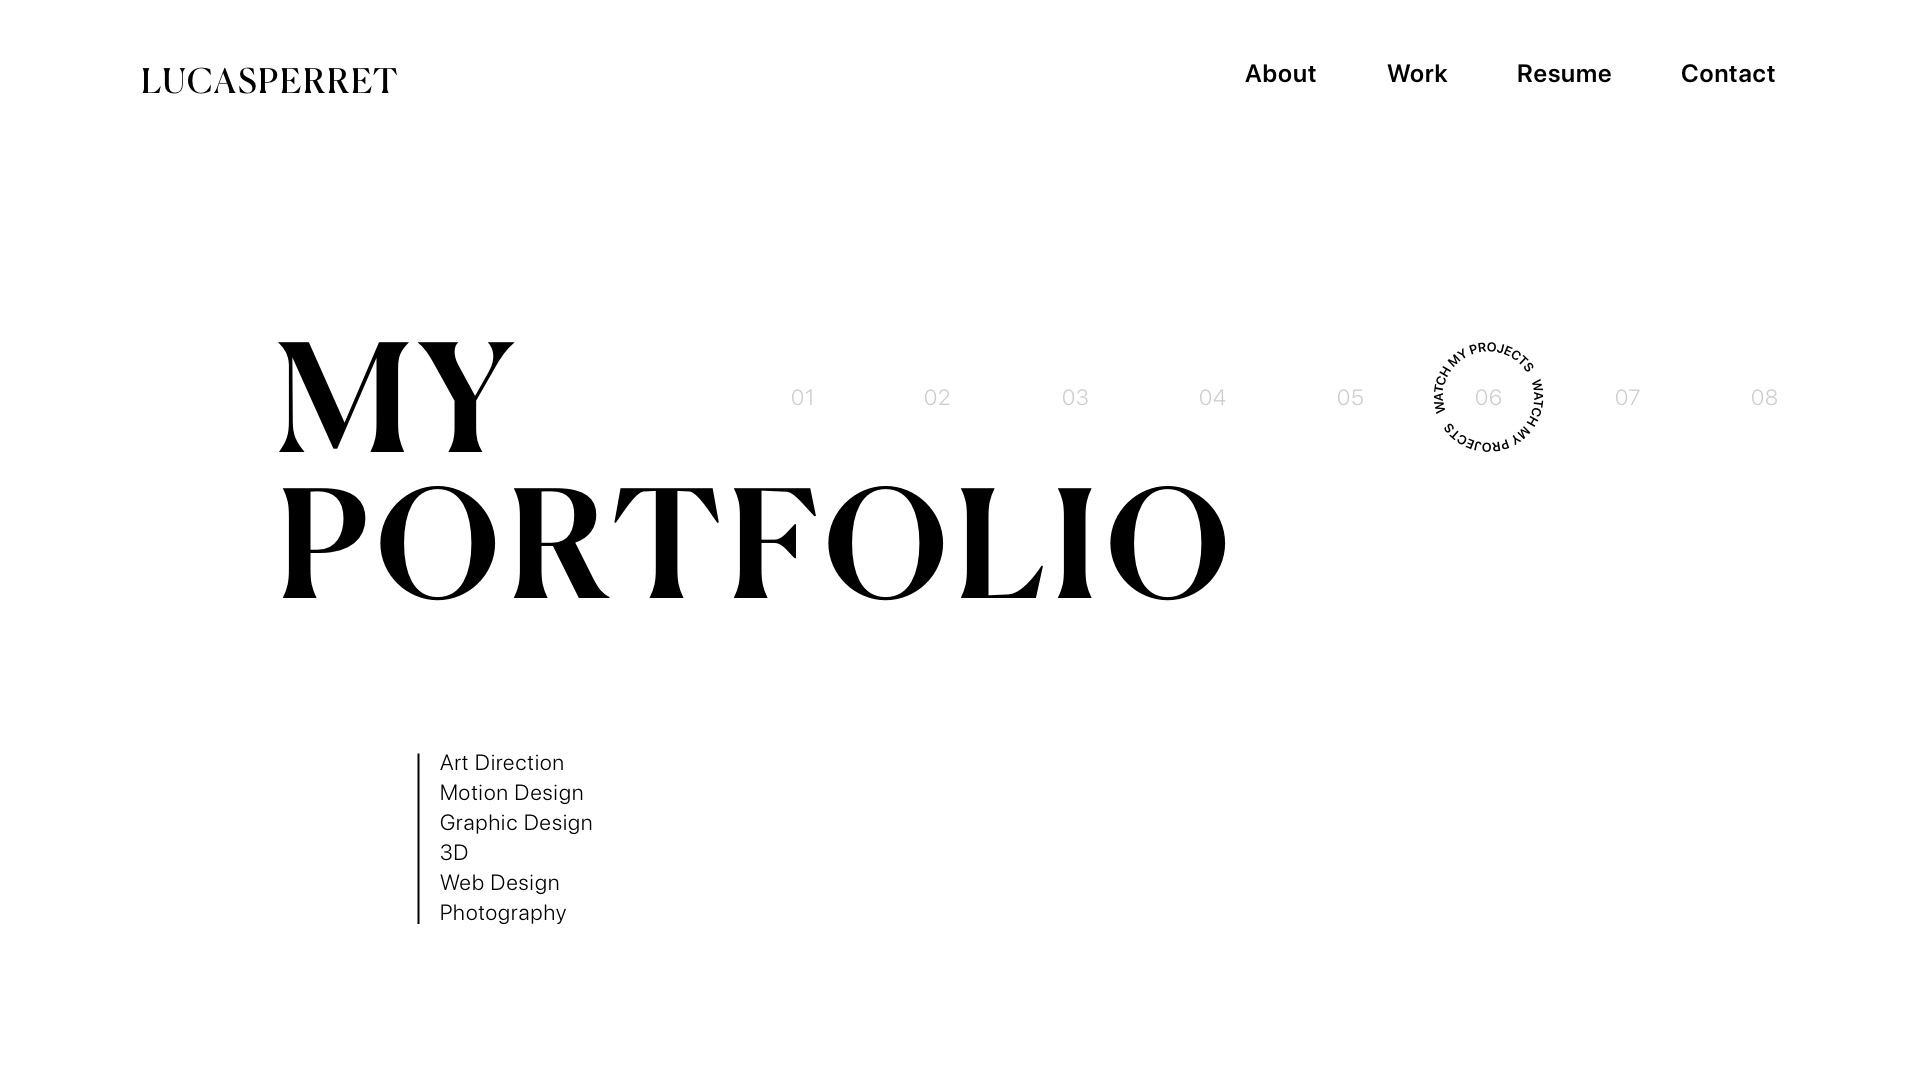 LUCASPERRET
About Work Resume Contact
MY
01 02 03 04 05 06 07 08
WATCH MY PROJECTS WATCH MY PROJECTS
PORTFOLIO
Art Direction
Motion Design
Graphic Design
3D
Web Design
Photography